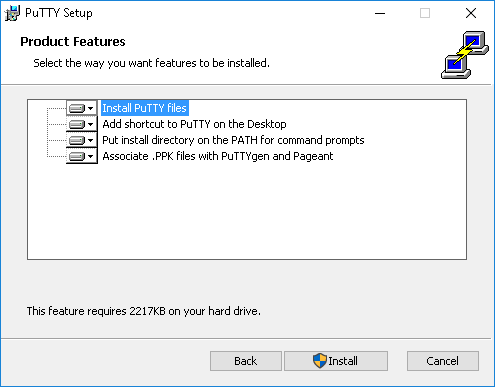 PuTTY Setup
Product Features
Select the way you want features to be installed.
Install PuTTY files
Add shortcut to PuTTY on the Desktop
Put install directory on the PATH for command prompts
Associate .PPK files with PuTTYgen and Pageant
This feature requires 2217KB on your hard drive.
Back
Install
Cancel